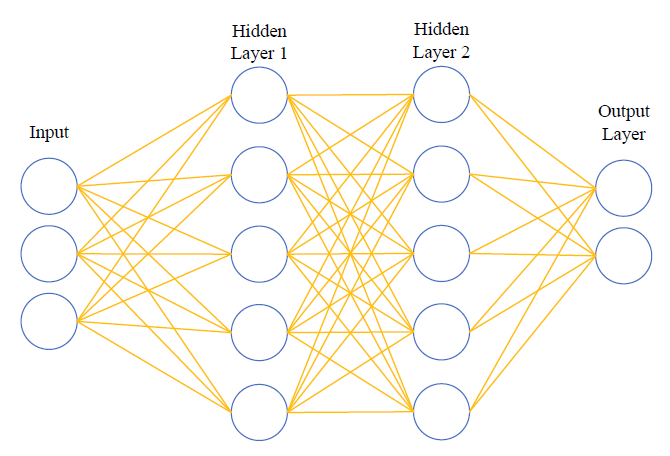 Input
Hidden
Layer 1
Hidden
Layer 2
Output
Layer